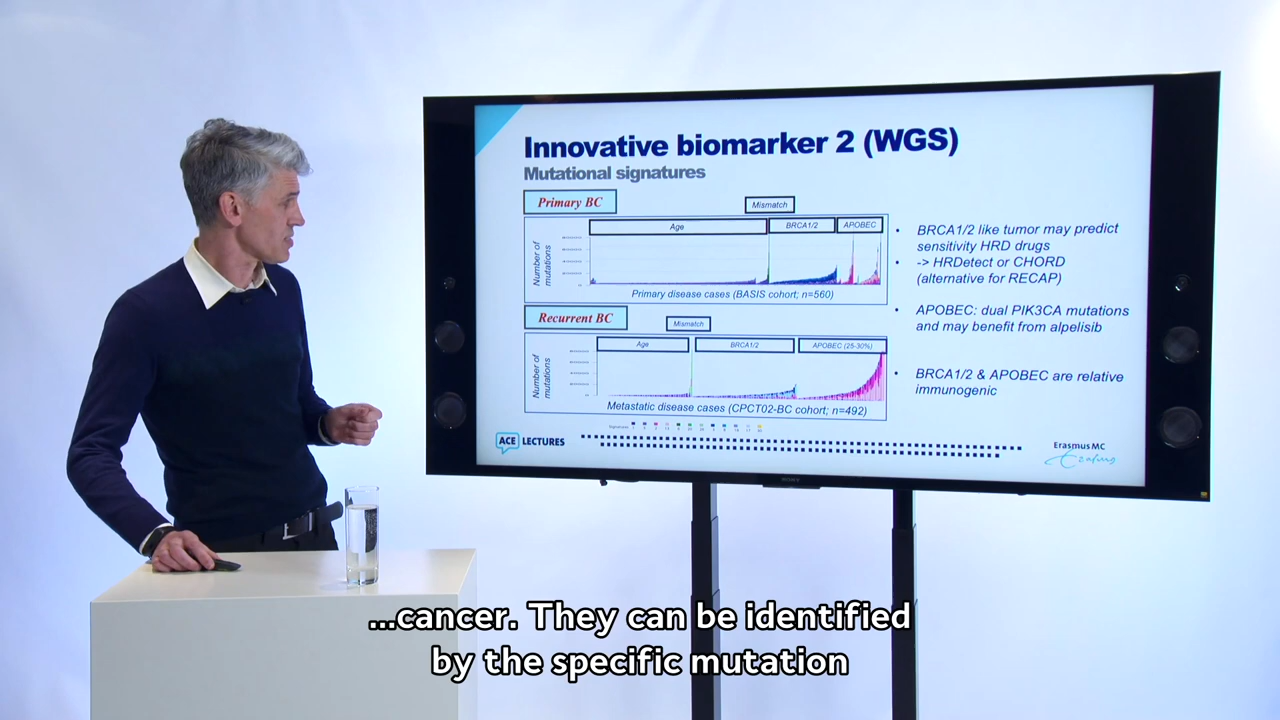 Innovative biomarker 2 (WGS)
Mutational signatures
Primary BC
Mismatch
Age
BRCA1/2
APOBEC
Number of
mutations
Primary disease cases (BASIS cohort; n=560)
Recurrent BC
Mismatch
Age
BRCA1/2
APOBEC (25-30%)
Number of
mutations
Metastatic disease cases (CPCT02-BC cohort; n=492)
• BRCA1/2 like tumor may predict
sensitivity HRD drugs
• -> HRDetect or CHORD
(alternative for RECAP)
• APOBEC: dual PIK3CA mutations
and may benefit from alpelisib
• BRCA1/2 & APOBEC are relative
immunogenic
ACE LECTURES
Erasmus MC
Erasmus
SONY
...cancer. They can be identified
by the specific mutation